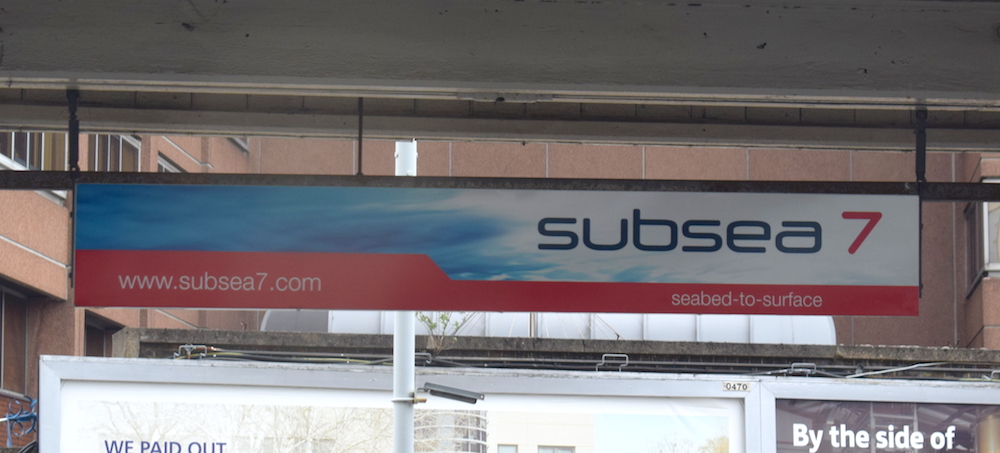 subsea 7
www.subsea7.com
seabed-to-surface
0470
WE PAID OUT
By the side of